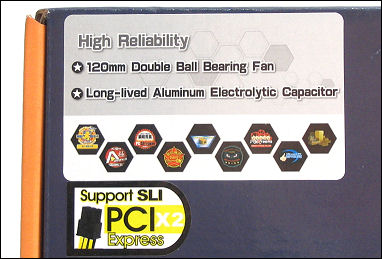 High Reliability
120mm Double Ball Bearing Fan
Long-lived Aluminum Electrolytic Capacitor
Support SLI
PCI X2
Express